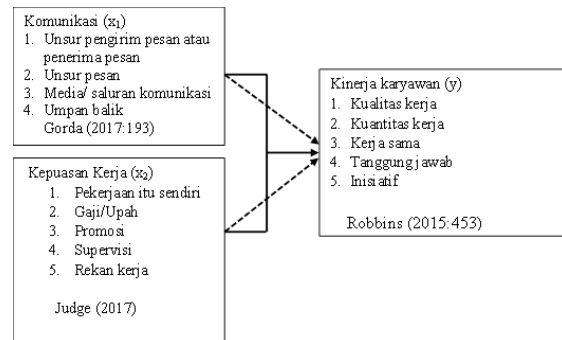 Komunikasi (x₁)
1. Unsur pengirim pesan atau
penerima pesan
2. Unsur pesan
3. Media/ saluran komunikasi
4. Umpan balik
Gorda (2017:193)
Kepuasan Kerja (x₂)
1. Pekerjaan itu sendiri
2. Gaji/Upah
3. Promosi
4. Supervisi
5. Rekan kerja
Judge (2017)
Kinerja karyawan (y)
1. Kualitas kerja
2. Kuantitas kerja
3. Kerja sama
4. Tanggung jawab
5. Inisiatif
Robbins (2015:453)